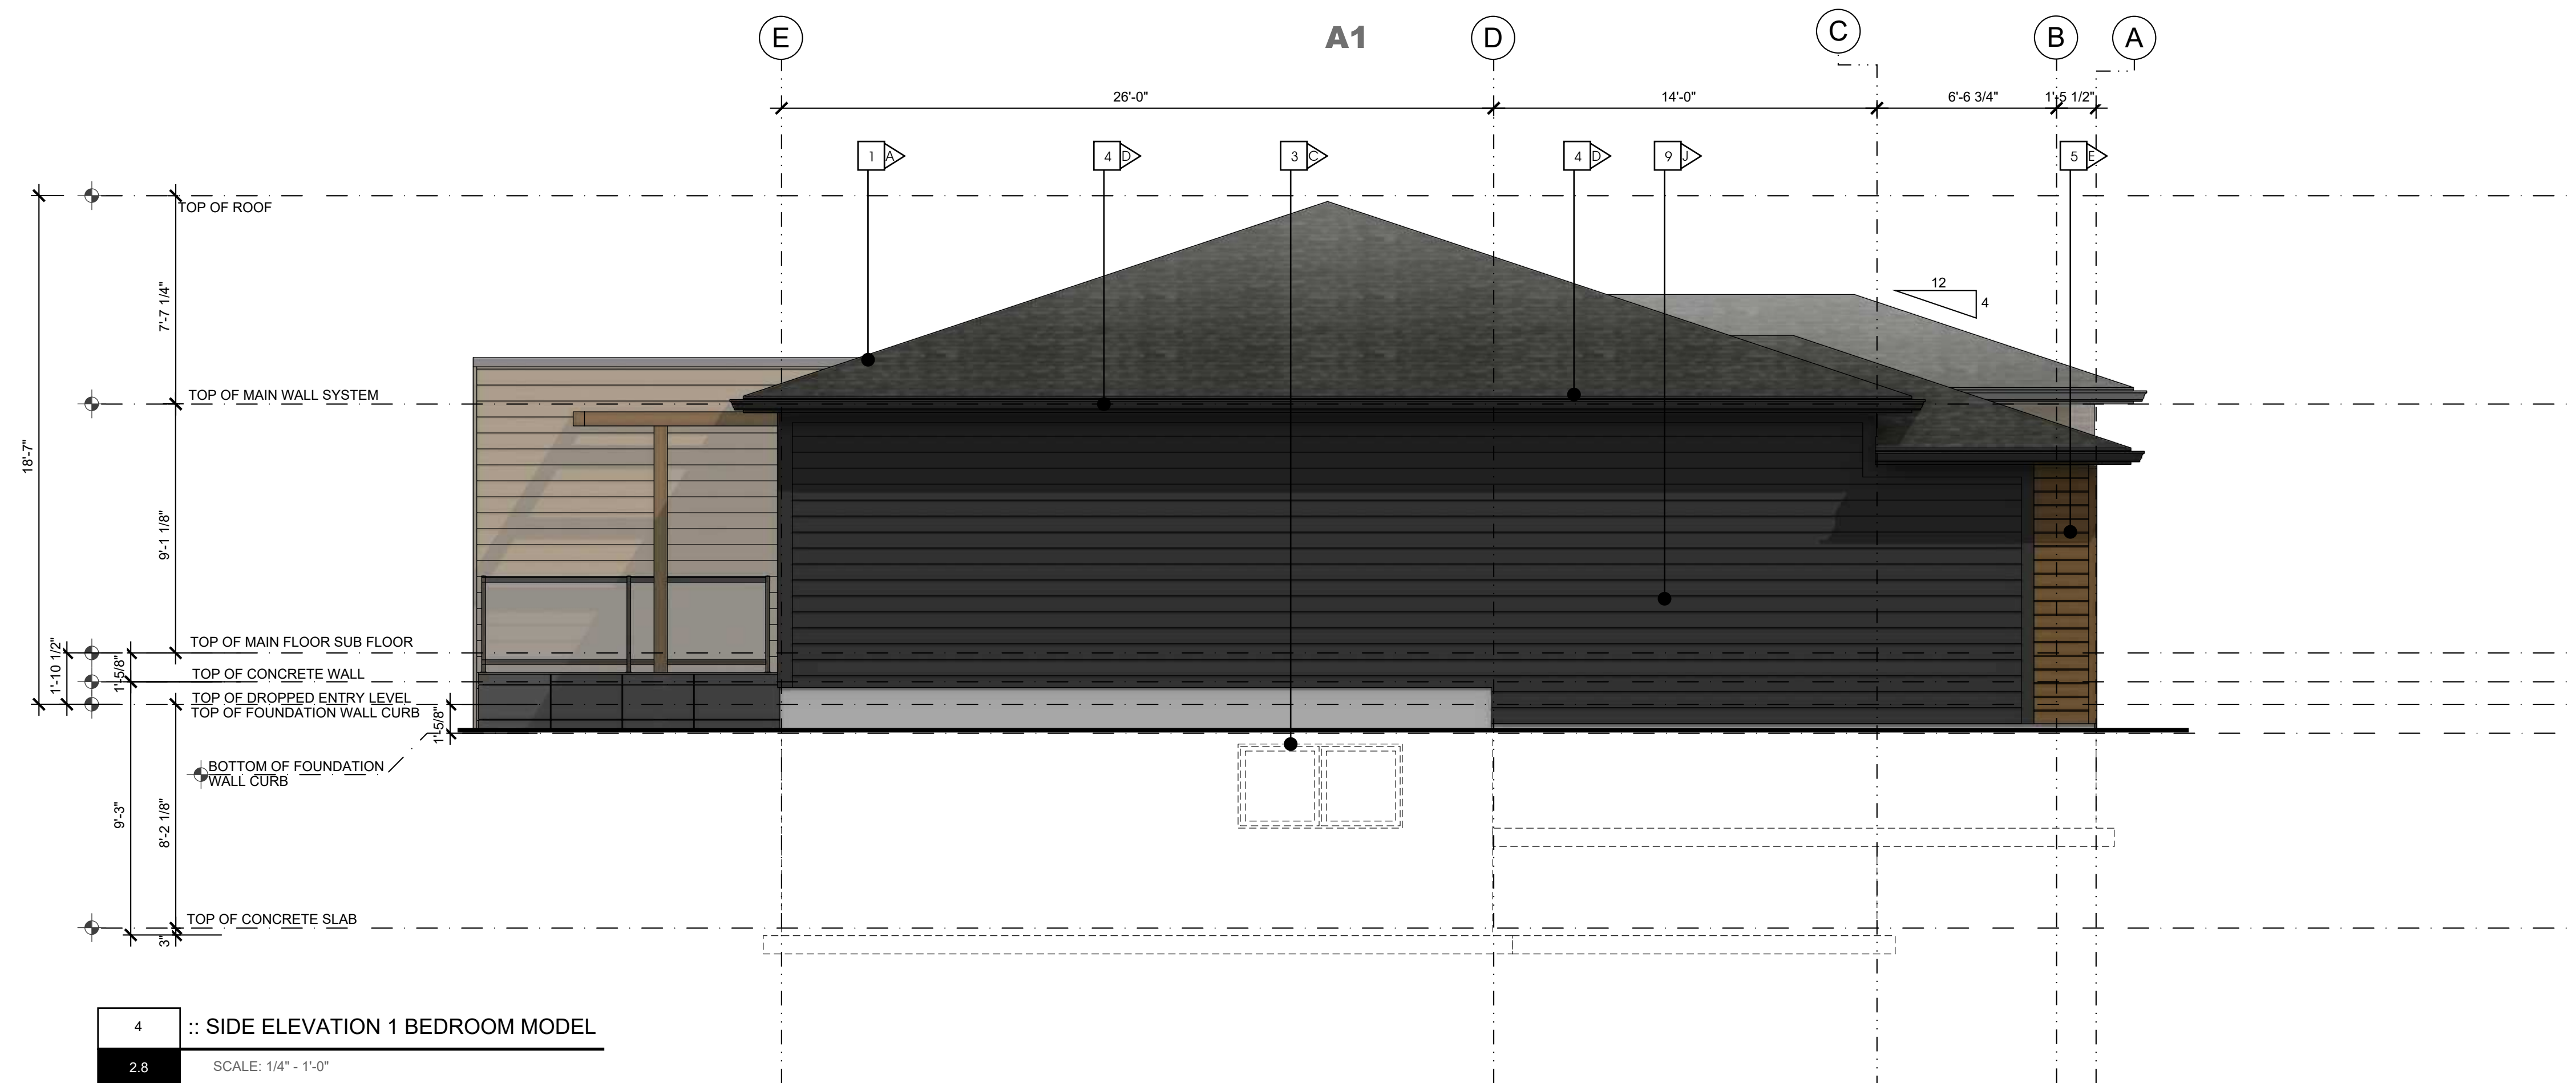 E
A1
D
C
B
A
26'-0"
14'-0"
6'-6 3/4"
1'-5 1/2"
1 A
4 D
3 C
4 D
9 J
5 E
TOP OF ROOF
12
4
7'-7 1/4"
TOP OF MAIN WALL SYSTEM
18'-7"
9'-1 1/8"
TOP OF MAIN FLOOR SUB FLOOR
1'-10 1/2"
1'-5/8"
TOP OF CONCRETE WALL
TOP OF DROPPED ENTRY LEVEL
TOP OF FOUNDATION WALL CURB
1'-5/8"
BOTTOM OF FOUNDATION
WALL CURB
9'-3"
8'-2 1/8"
TOP OF CONCRETE SLAB
3"
4
:: SIDE ELEVATION 1 BEDROOM MODEL
2.8
SCALE: 1/4" - 1'-0"